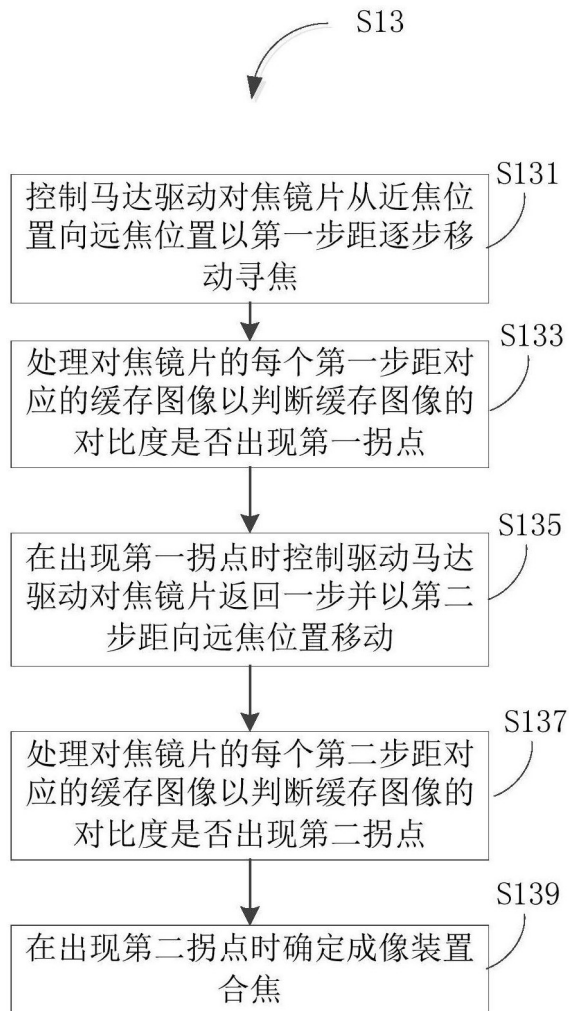 S13
S131
控制马达驱动对焦镜片从近焦位
置向远焦位置以第一步距逐步移
动寻焦
S133
处理对焦镜片的每个第一步距对
应的缓存图像以判断缓存图像的
对比度是否出现第一拐点
S135
在出现第一拐点时控制驱动马达
驱动对焦镜片返回一步并以第二
步距向远焦位置移动
S137
处理对焦镜片的每个第二步距对
应的缓存图像以判断缓存图像的
对比度是否出现第二拐点
S139
在出现第二拐点时确定成像装置
合焦